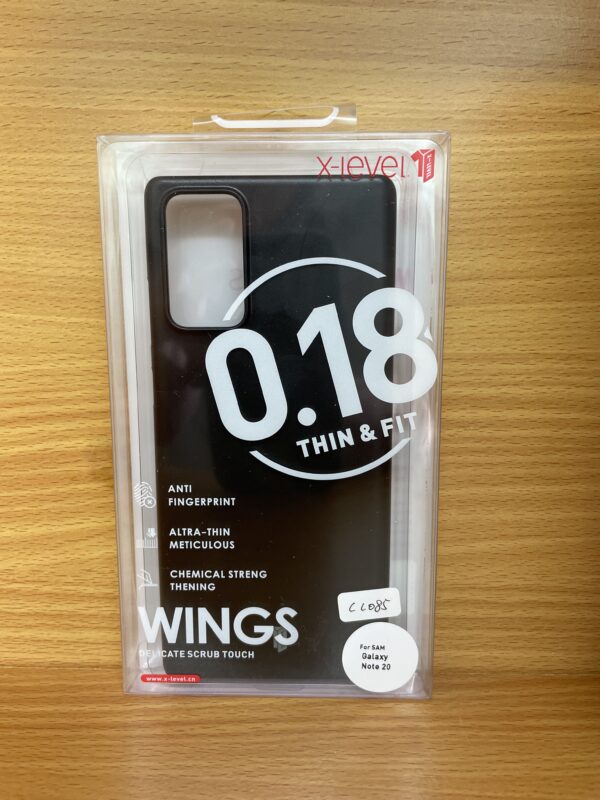 X-LEVEL
0.18
THIN & FIT
ANTI
FINGERPRINT
ALTRA-THIN
METICULOUS
CHEMICAL STRENG
THENING
WINGS
DELICATE SCRUB TOUCH
www.x-level.cn
CL085
For SAM
Galaxy
Note 20